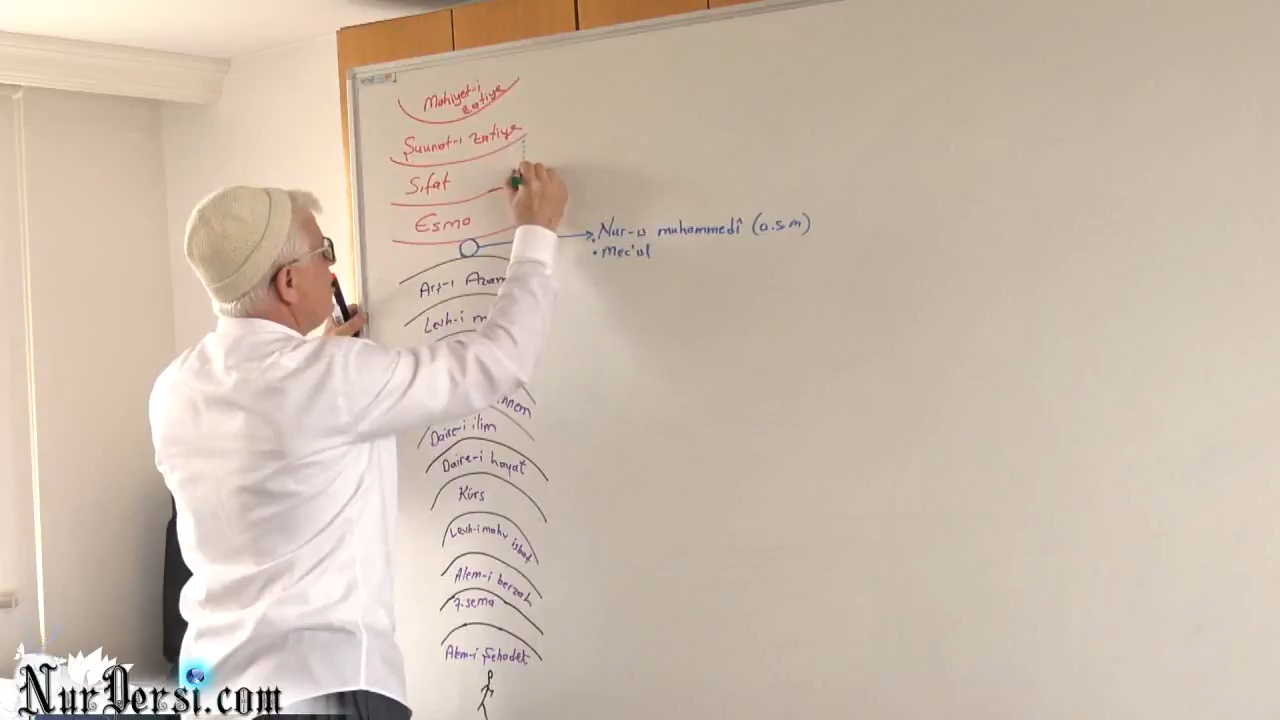 Mahiyet-i
zatiye
Şuunat-ı zatiye
Sıfat
Esma
Nur-u muhammedî (a.s.m)
• Mec'ul
Arş-ı Azam
Levh-i
Daire-i ilim
Daire-i hayat
Kürs
Levh-i mahv isbat
Alem-i berzah
7.sema
Alem-i Şehadet
NurDersi.com